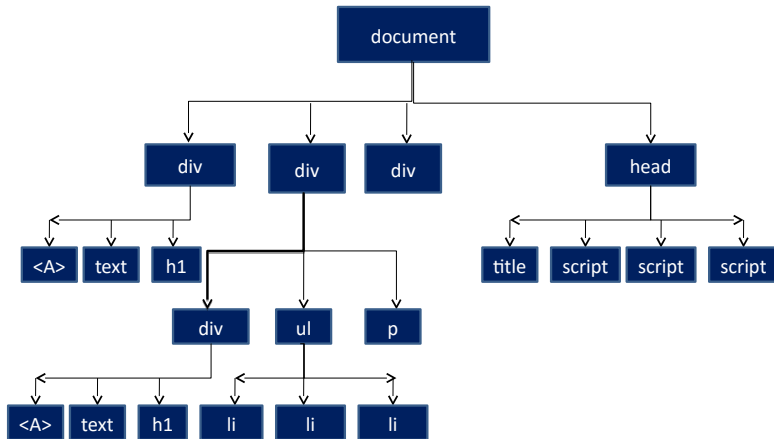 document
div
div
div
head
<A>
text
h1
title
script
script
script
div
ul
p
<A>
text
h1
li
li
li